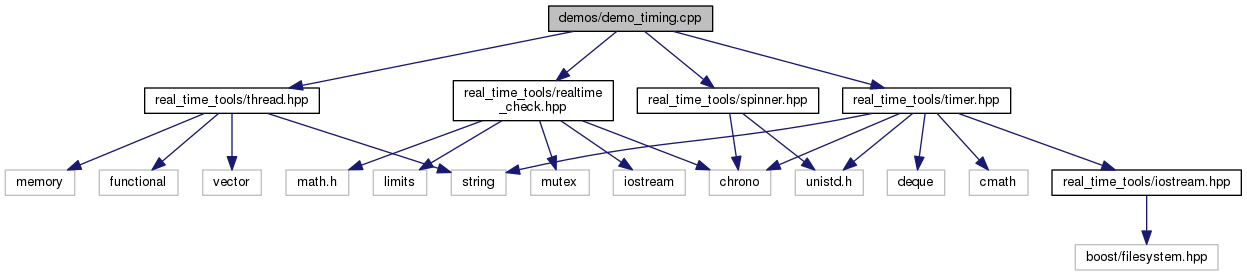 demos/demo_timing.cpp
real_time_tools/thread.hpp
real_time_tools/realtime
_check.hpp
real_time_tools/spinner.hpp
real_time_tools/timer.hpp
memory
functional
vector
math.h
limits
string
mutex
iostream
chrono
unistd.h
deque
cmath
real_time_tools/iostream.hpp
boost/filesystem.hpp